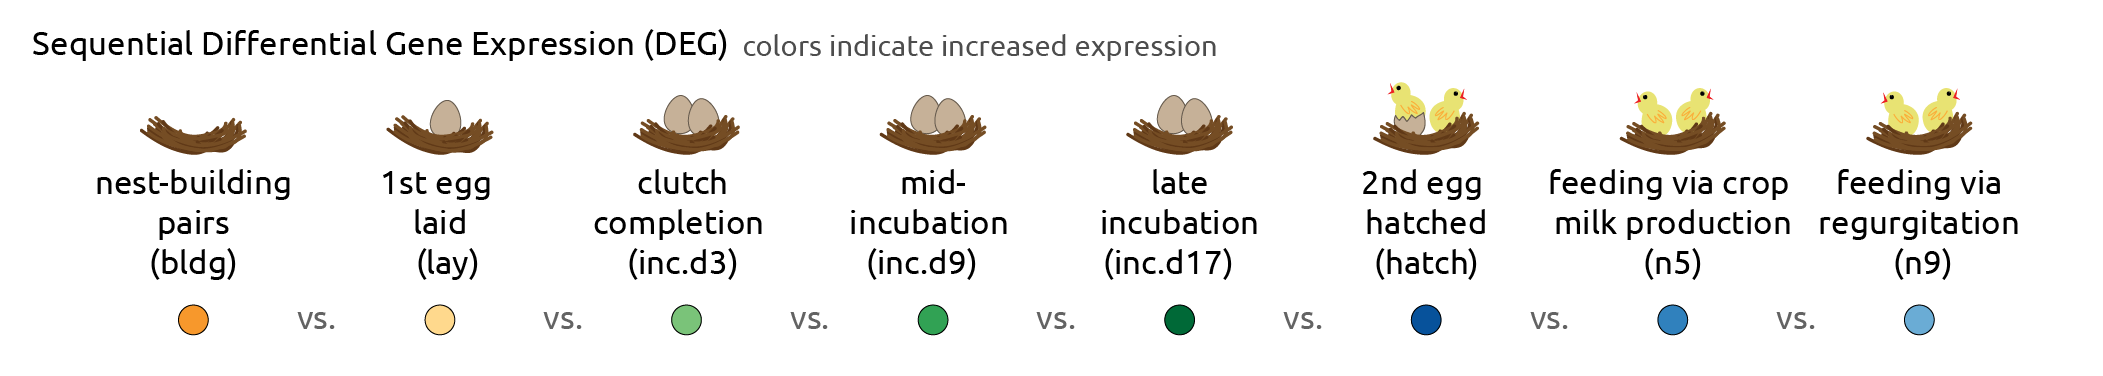 Sequential Differential Gene Expression (DEG) colors indicate increased expression
nest-building
pairs
(bldg)
1st egg
laid
(lay)
clutch
completion
(inc.d3)
mid-
incubation
(inc.d9)
late
incubation
(inc.d17)
2nd egg
hatched
(hatch)
feeding via crop
milk production
(n5)
feeding via
regurgitation
(n9)
vs. vs. vs. vs. vs. vs. vs.